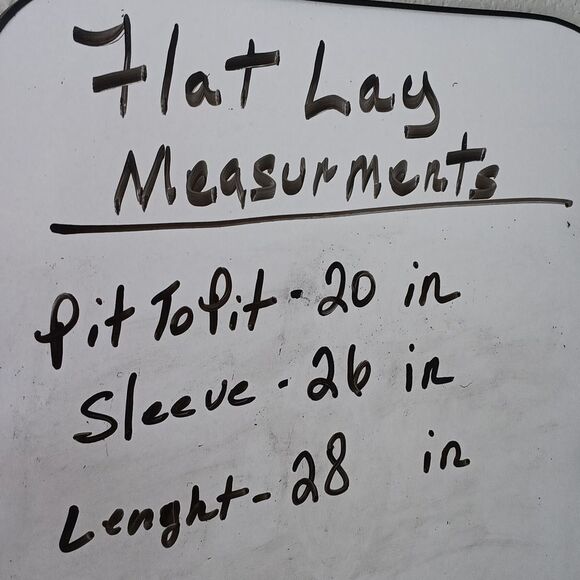 Flat Lay
Measurments
Pit To Pit - 20 in
Sleeve - 26 in
Lenght - 28 in